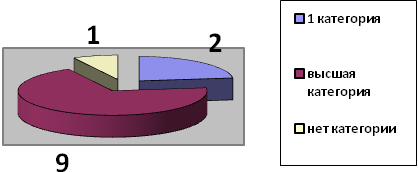 1
2
9
1 категория
высшая
категория
нет категории